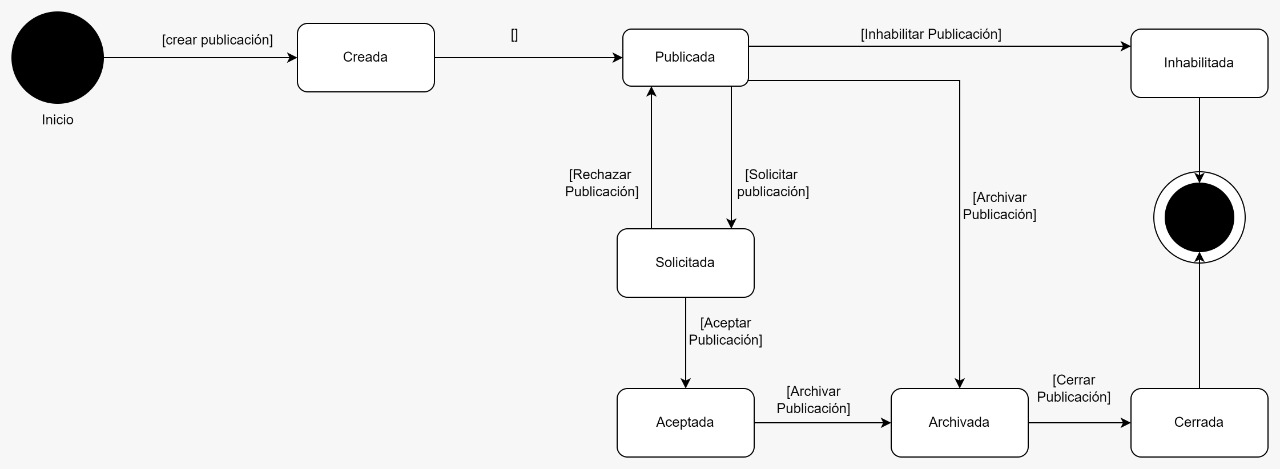 [crear publicación]
[]
[Inhabilitar Publicación]
Creada
Publicada
Inhabilitada
Inicio
[Rechazar
Publicación]
[Solicitar
publicación]
[Archivar
Publicación]
Solicitada
[Aceptar
Publicación]
[Archivar
Publicación]
[Cerrar
Publicación]
Aceptada
Archivada
Cerrada